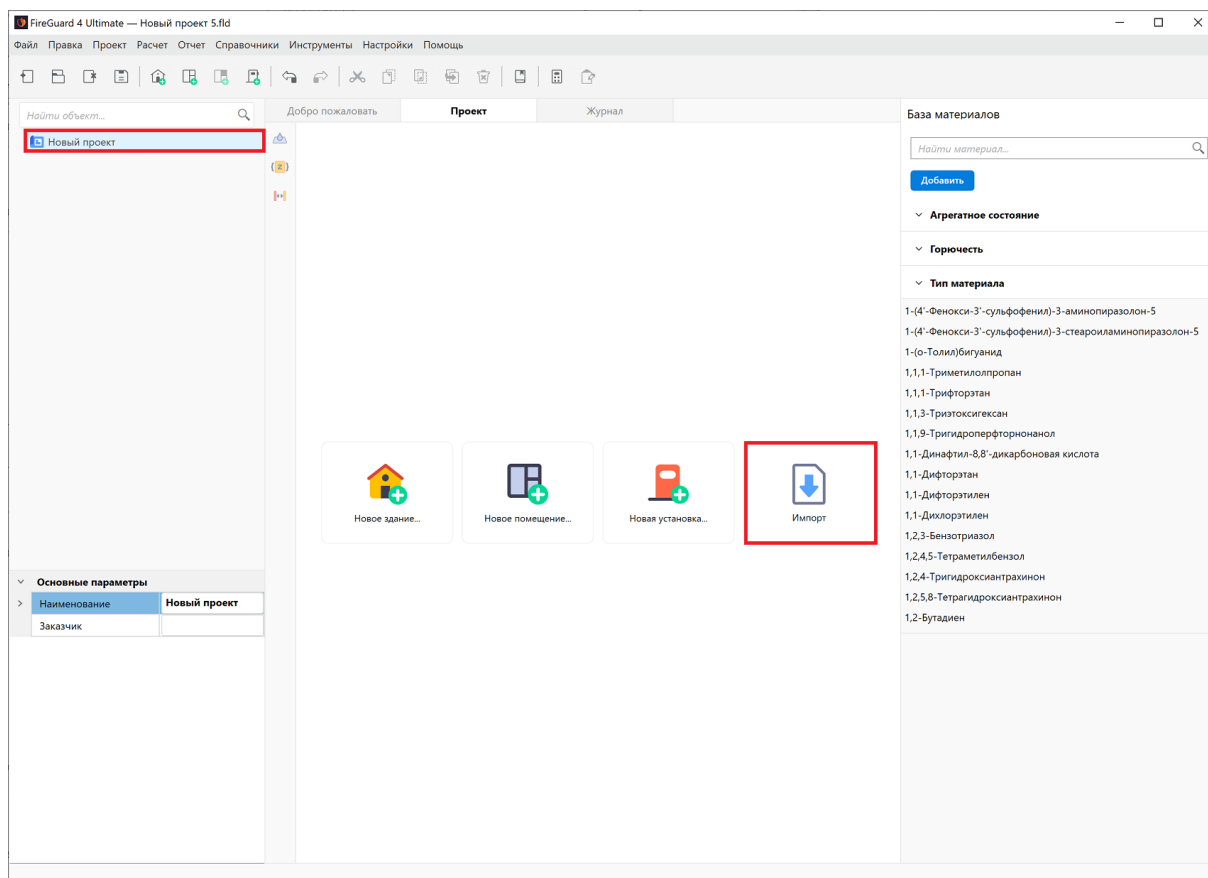 FireGuard 4 Ultimate — Новый проект 5.fld
Файл Правка Проект Расчет Отчет Справочники Инструменты Настройки Помощь
Найти объект...
Новый проект
Добро пожаловать Проект Журнал
Новое здание...
Новое помещение...
Новая установка...
Импорт
Основные параметры
Наименование Новый проект
Заказчик
База материалов
Найти материал...
Добавить
Агрегатное состояние
Горючесть
Тип материала
1-(4'-Фенокси-3'-сульфофенил)-3-аминопиразолон-5
1-(4'-Фенокси-3'-сульфофенил)-3-стеароиламинопиразолон-5
1-(о-Толил)бигуанид
1,1,1-Триметилолпропан
1,1,1-Трифторэтан
1,1,3-Триэтоксигексан
1,1,9-Тригидроперфторнонанол
1,1-Динафтил-8,8'-дикарбоновая кислота
1,1-Дифторэтан
1,1-Дифторэтилен
1,1-Дихлорэтилен
1,2,3-Бензотриазол
1,2,4,5-Тетраметилбензол
1,2,4-Тригидроксиантрахинон
1,2,5,8-Тетрагидроксиантрахинон
1,2-Бутадиен